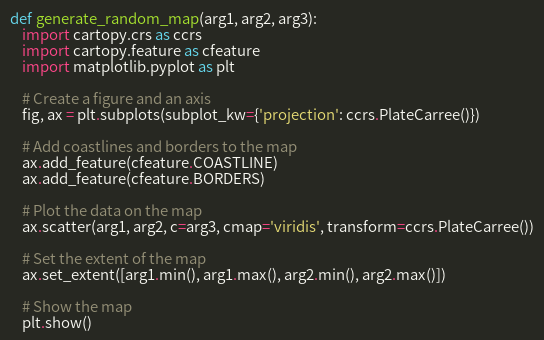 def generate_random_map(arg1, arg2, arg3):
    import cartopy.crs as ccrs
    import cartopy.feature as cfeature
    import matplotlib.pyplot as plt

    # Create a figure and an axis
    fig, ax = plt.subplots(subplot_kw={'projection': ccrs.PlateCarree()})

    # Add coastlines and borders to the map
    ax.add_feature(cfeature.COASTLINE)
    ax.add_feature(cfeature.BORDERS)

    # Plot the data on the map
    ax.scatter(arg1, arg2, c=arg3, cmap='viridis', transform=ccrs.PlateCarree())

    # Set the extent of the map
    ax.set_extent([arg1.min(), arg1.max(), arg2.min(), arg2.max()])

    # Show the map
    plt.show()